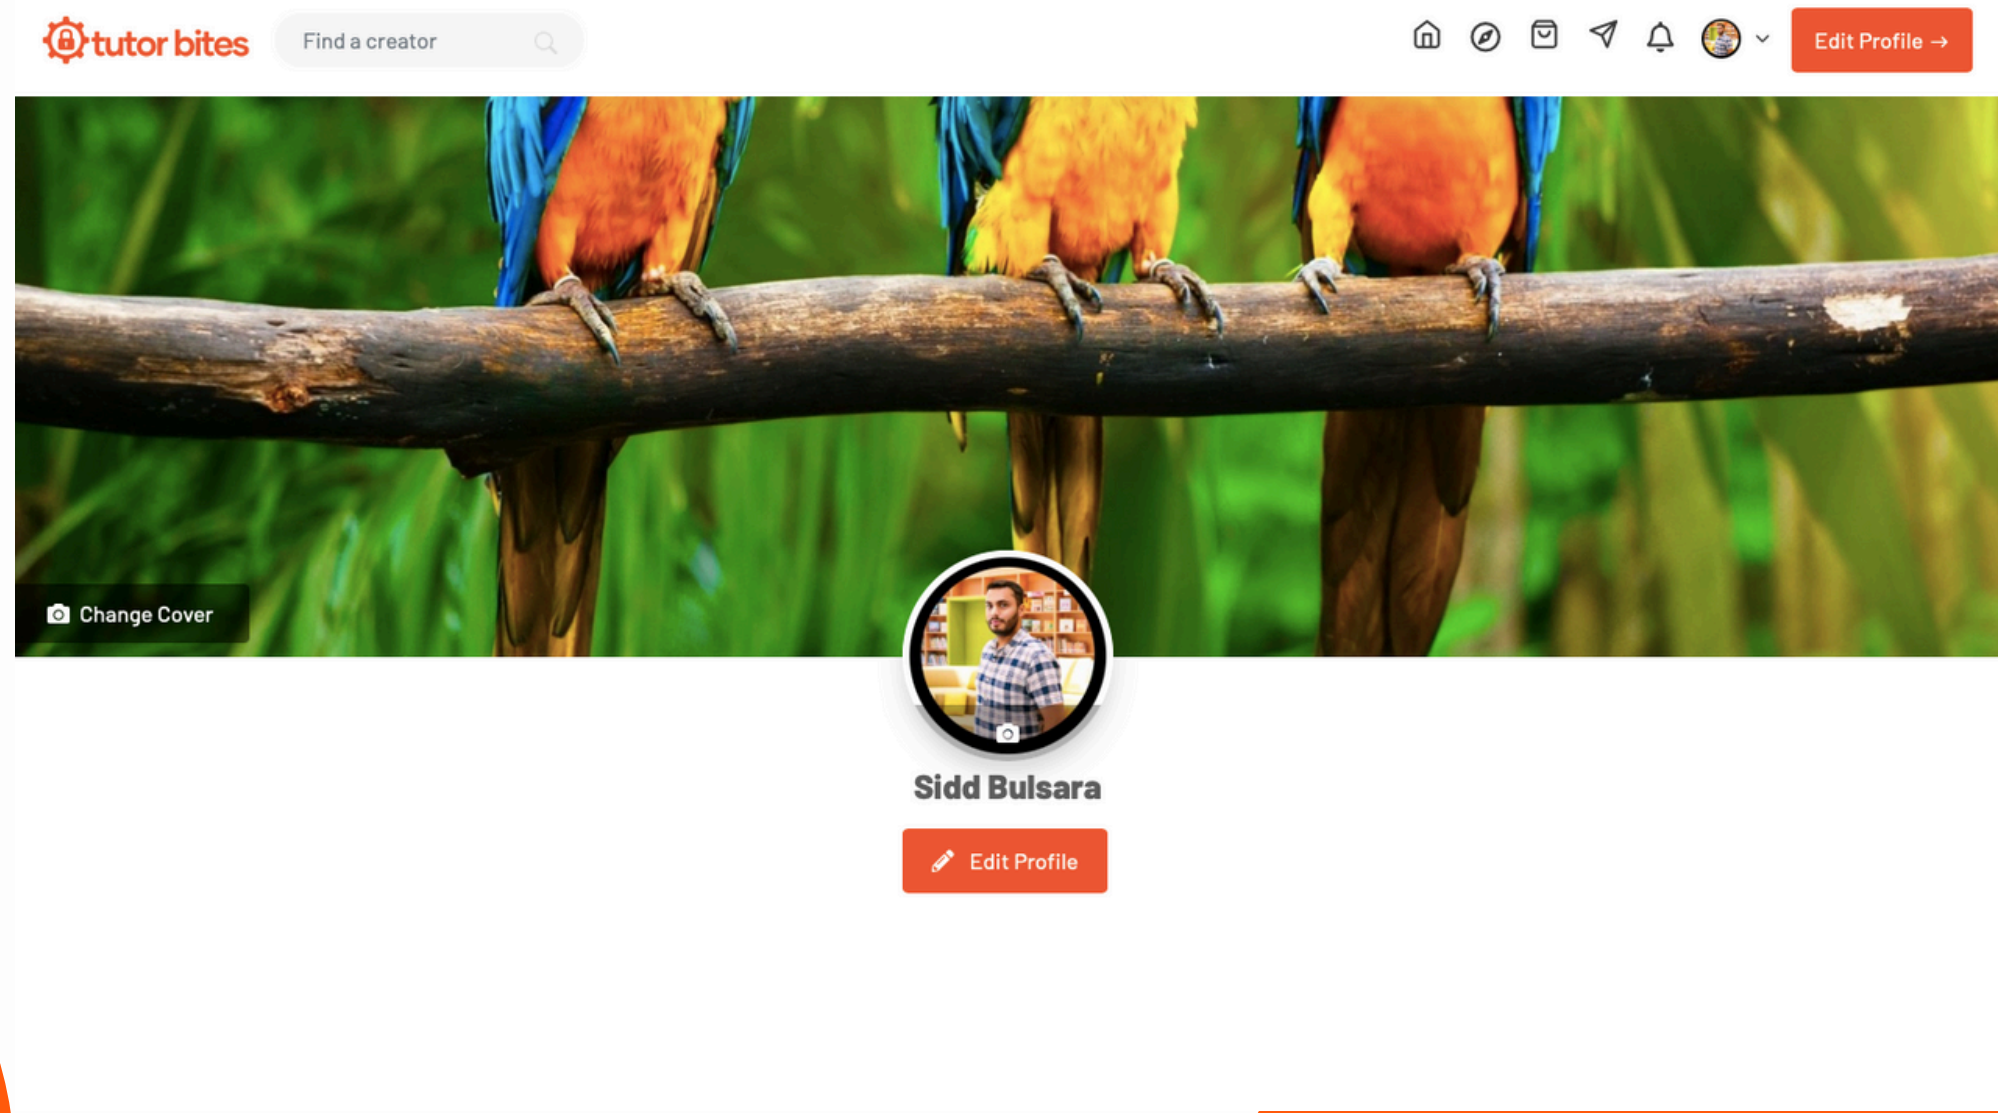 tutor bites
Find a creator
Edit Profile →
Change Cover
Sidd Bulsara
Edit Profile